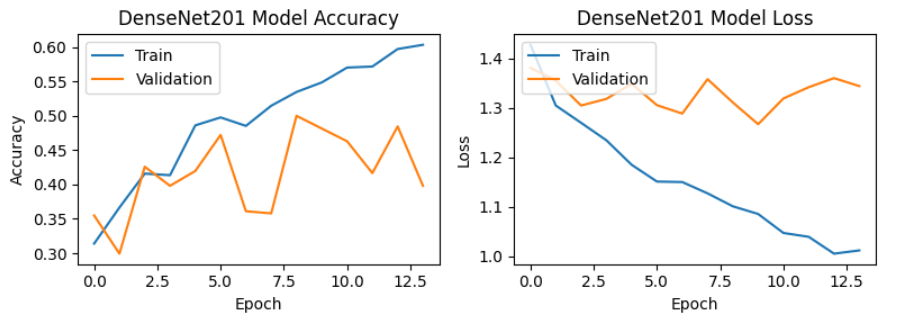 DenseNet201 Model Accuracy
Train
Validation
0.60
0.55
0.50
0.45
0.40
0.35
0.30
Accuracy
0.0
2.5
5.0
7.5
10.0
12.5
Epoch
DenseNet201 Model Loss
Train
Validation
1.4
1.3
1.2
1.1
1.0
Loss
0.0
2.5
5.0
7.5
10.0
12.5
Epoch